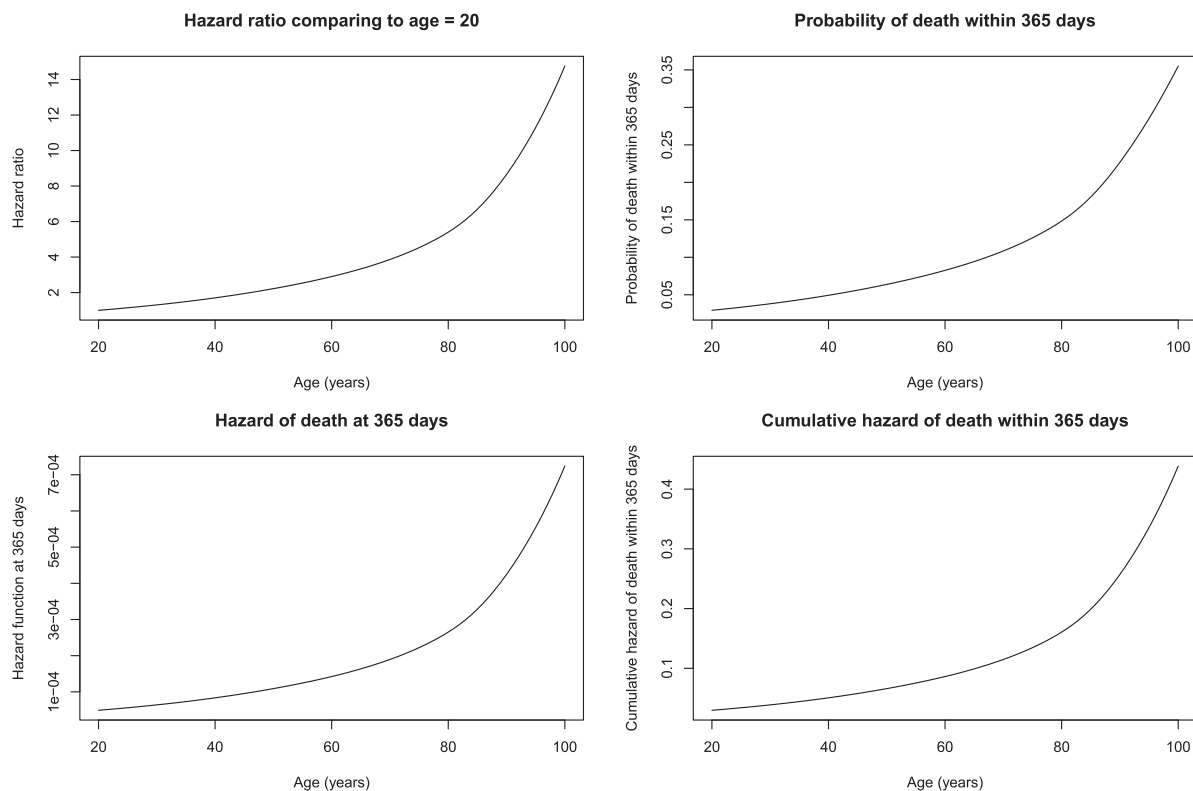 Hazard ratio comparing to age = 20
Hazard ratio
14
12
10
8
6
4
2
20 40 60 80 100
Age (years)
Probability of death within 365 days
Probability of death within 365 days
0.35
0.25
0.15
0.05
20 40 60 80 100
Age (years)
Hazard of death at 365 days
Hazard function at 365 days
7e−04
5e−04
3e−04
1e−04
20 40 60 80 100
Age (years)
Cumulative hazard of death within 365 days
Cumulative hazard of death within 365 days
0.4
0.3
0.2
0.1
20 40 60 80 100
Age (years)